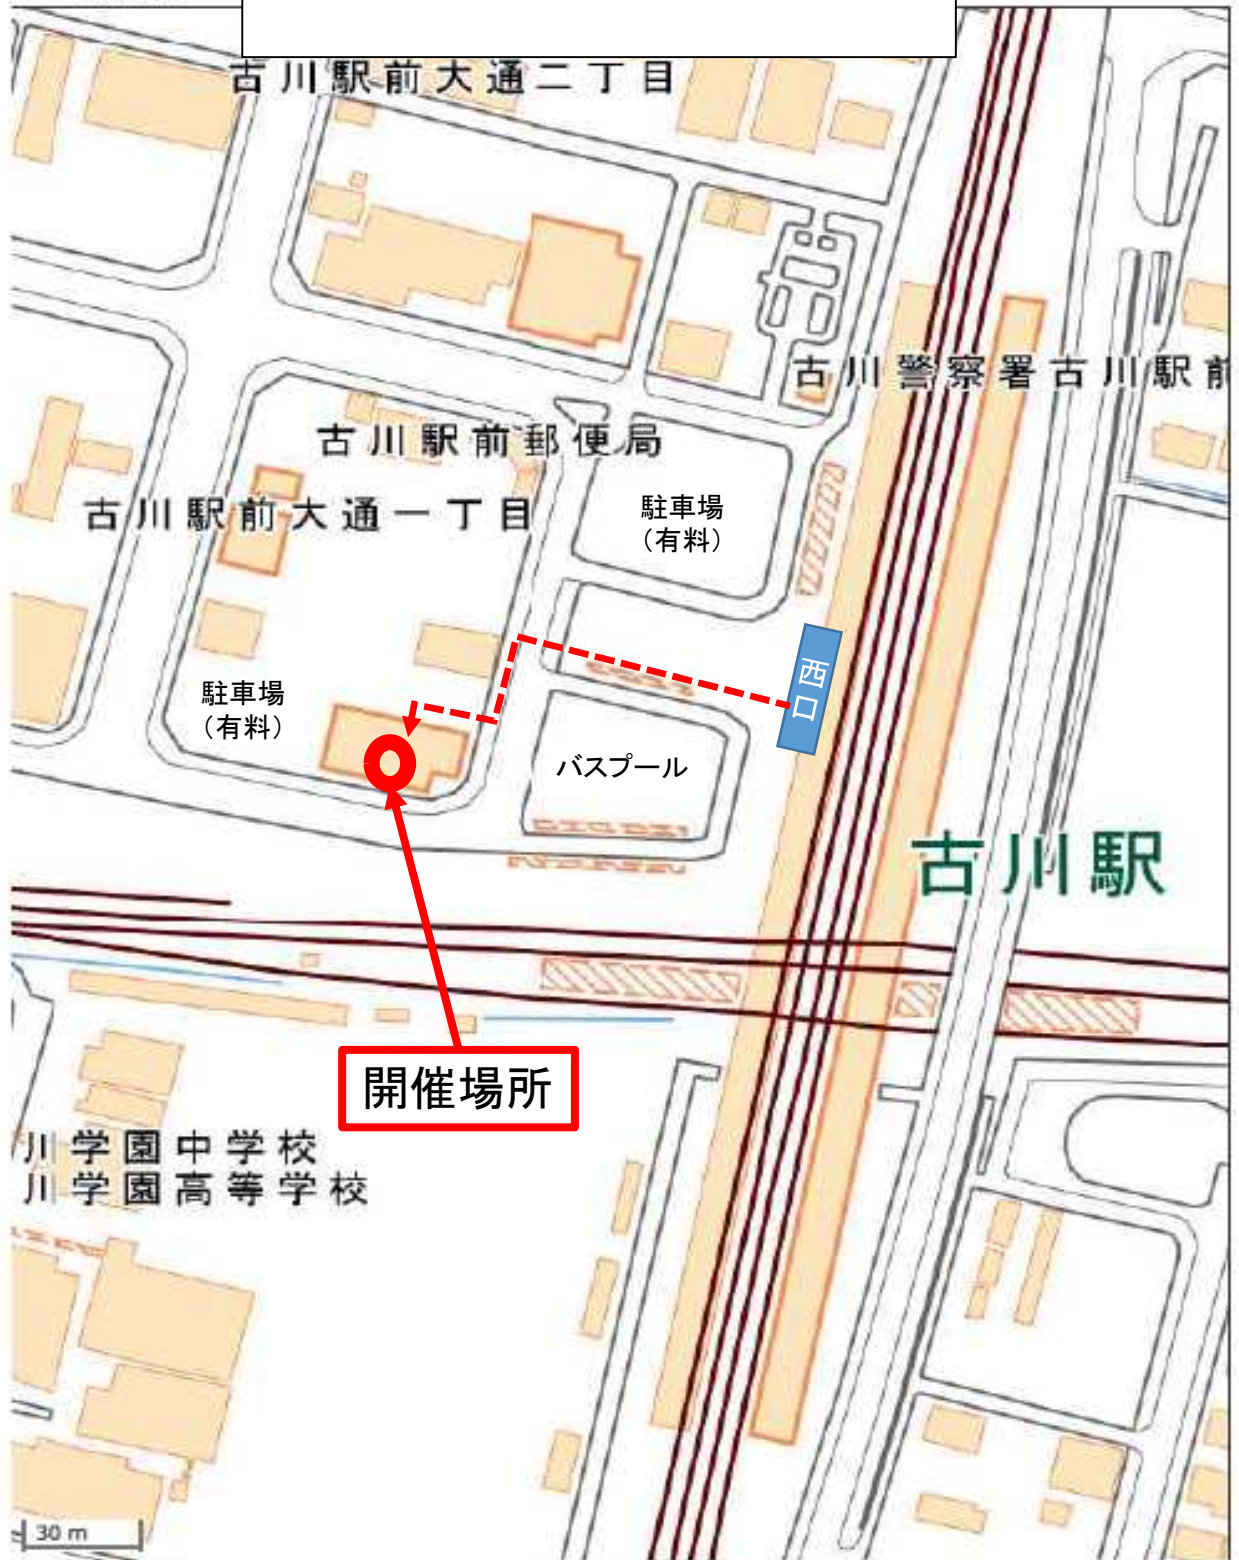 古川駅前大通二丁目
古川警察署古川駅前
古川駅前郵便局
古川駅前大通一丁目
駐車場
（有料）
西口
駐車場
（有料）
バスプール
古川駅
開催場所
川学園中学校
川学園高等学校
30 m